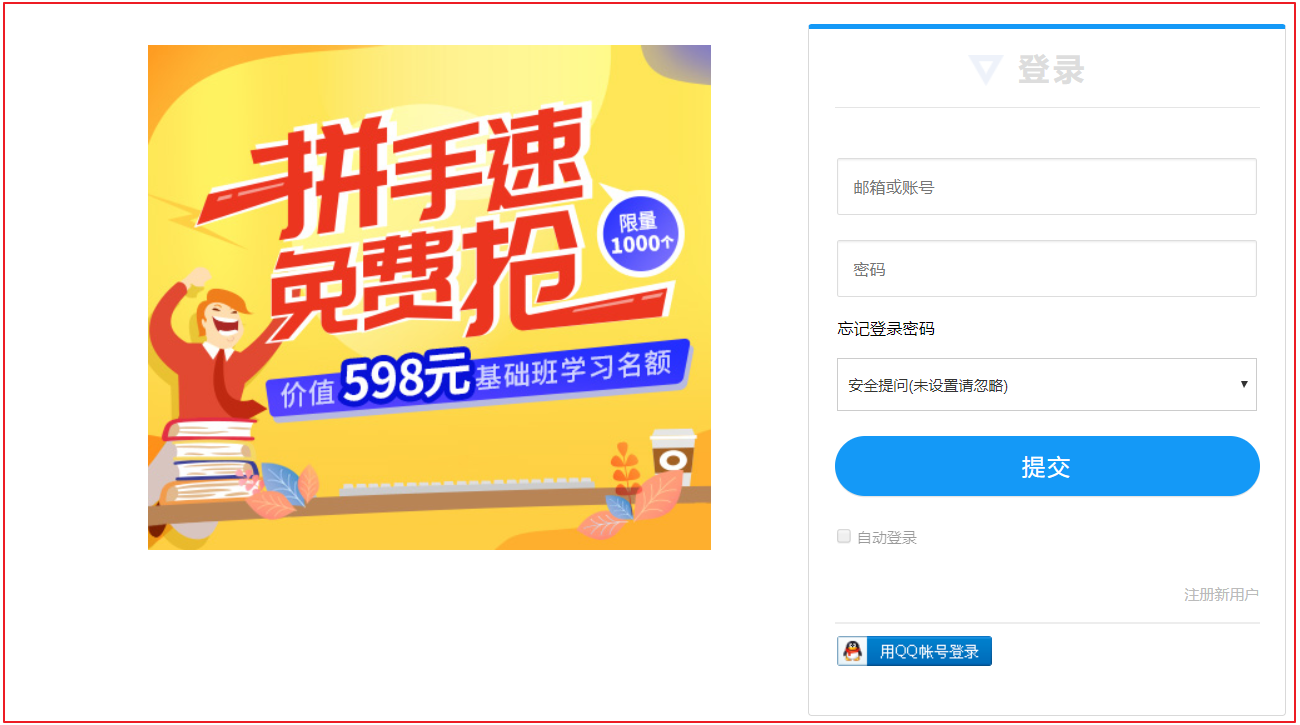 拼手速
免费抢
限量
1000个
价值598元基础班学习名额
登录
邮箱或账号
密码
忘记登录密码
安全提问(未设置请忽略)
提交
自动登录
注册新用户
用QQ帐号登录